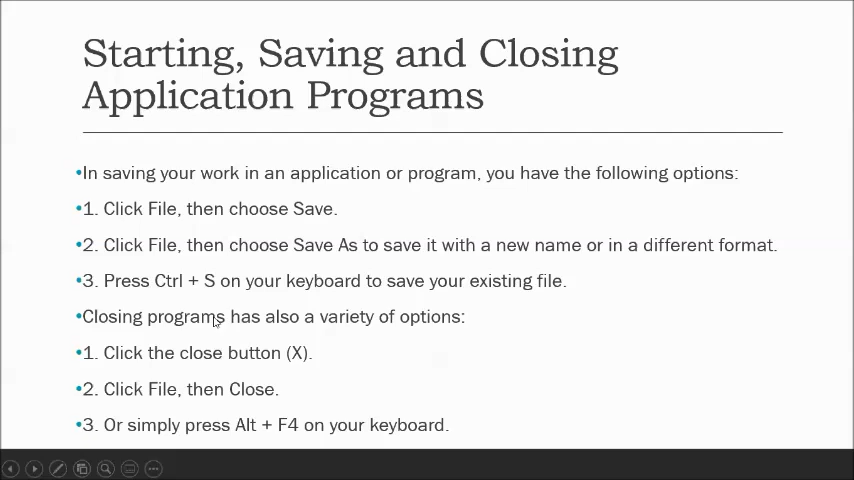 Starting, Saving and Closing
Application Programs
•In saving your work in an application or program, you have the following options:
•1. Click File, then choose Save.
•2. Click File, then choose Save As to save it with a new name or in a different format.
•3. Press Ctrl + S on your keyboard to save your existing file.
•Closing programs has also a variety of options:
•1. Click the close button (X).
•2. Click File, then Close.
•3. Or simply press Alt + F4 on your keyboard.